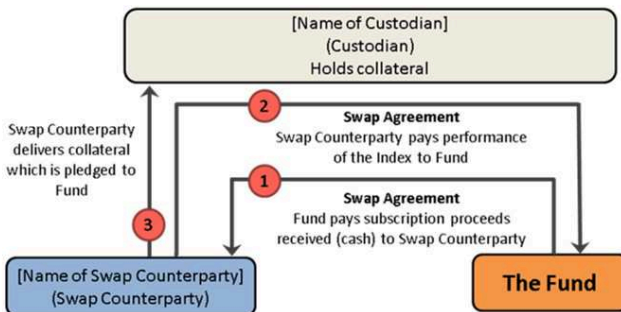 [Name of Custodian]
(Custodian)
Holds collateral
2
Swap Agreement
Swap Counterparty pays performance
of the Index to Fund
Swap Counterparty
delivers collateral
which is pledged to
Fund
1
Swap Agreement
Fund pays subscription proceeds
received (cash) to Swap Counterparty
3
[Name of Swap Counterparty]
(Swap Counterparty)
The Fund